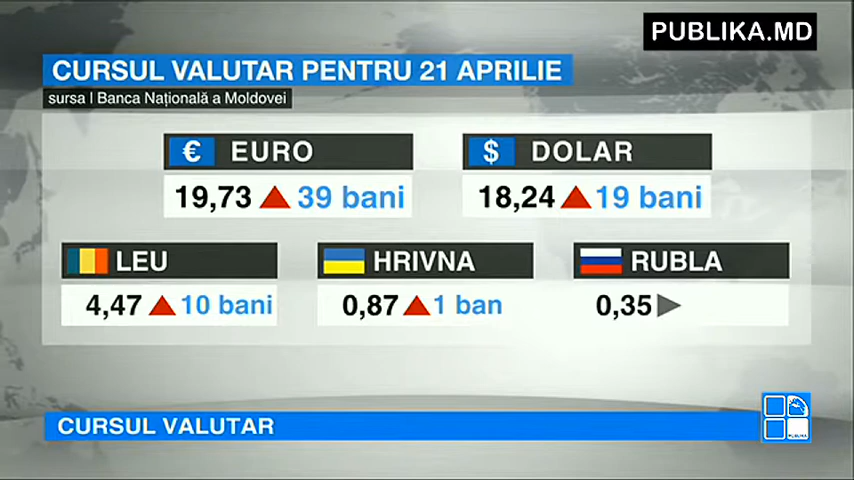 PUBLIKA.MD
CURSUL VALUTAR PENTRU 21 APRILIE
sursa | Banca Națională a Moldovei
€ EURO
19,73 39 bani
$ DOLAR
18,24 19 bani
LEU
4,47 10 bani
HRIVNA
0,87 1 ban
RUBLA
0,35
CURSUL VALUTAR
PUBLIKA